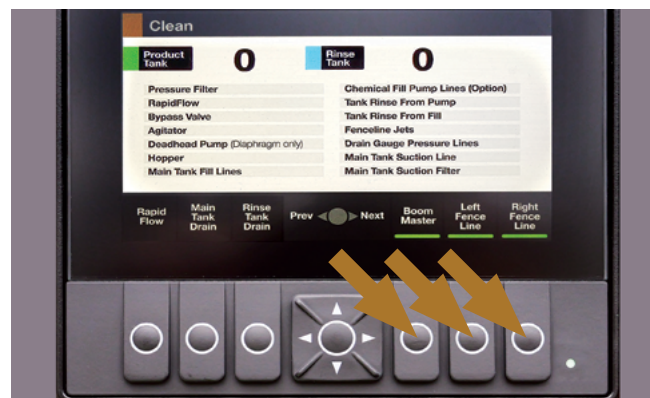 Clean
Product
Tank
0
Rinse
Tank
0
Pressure Filter
RapidFlow
Bypass Valve
Agitator
Deadhead Pump (Diaphragm only)
Hopper
Main Tank Fill Lines
Chemical Fill Pump Lines (Option)
Tank Rinse From Pump
Tank Rinse From Fill
Fenceline Jets
Drain Gauge Pressure Lines
Main Tank Suction Line
Main Tank Suction Filter
Rapid
Flow
Main
Tank
Drain
Rinse
Tank
Drain
Prev
Next
Boom
Master
Left
Fence
Line
Right
Fence
Line